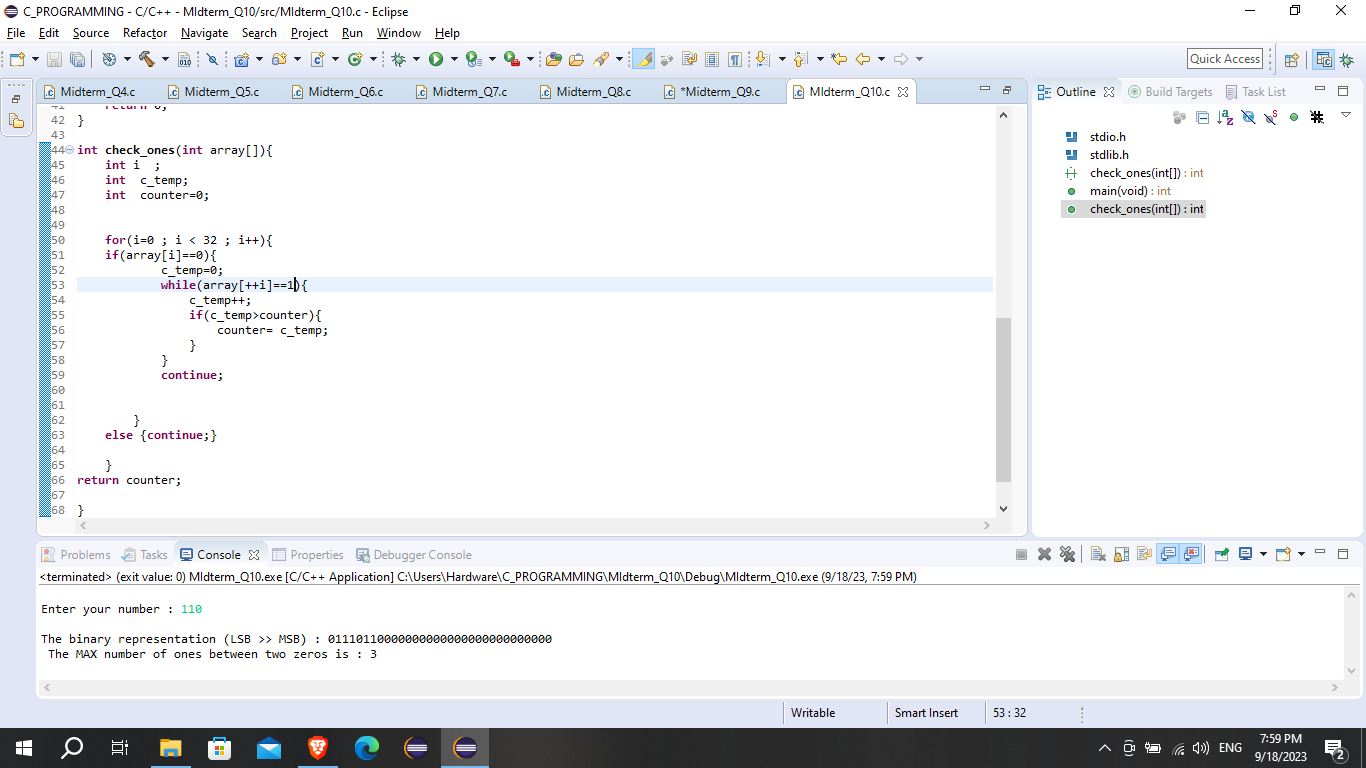 C_PROGRAMMING - C/C++ - MIdterm_Q10/src/MIdterm_Q10.c - Eclipse
File Edit Source Refactor Navigate Search Project Run Window Help
Quick Access
Midterm_Q4.c Midterm_Q5.c Midterm_Q6.c Midterm_Q7.c Midterm_Q8.c *Midterm_Q9.c MIdterm_Q10.c
41     return 0;
42 }
43
44 int check_ones(int array[]){
45     int i  ;
46     int  c_temp;
47     int  counter=0;
48
49
50     for(i=0 ; i < 32 ; i++){
51     if(array[i]==0){
52             c_temp=0;
53             while(array[++i]==1){
54                 c_temp++;
55                 if(c_temp>counter){
56                     counter= c_temp;
57                 }
58             }
59             continue;
60
61
62         }
63     else {continue;}
64
65     }
66 return counter;
67
68 }
Outline Build Targets Task List
stdio.h
stdlib.h
check_ones(int[]) : int
main(void) : int
check_ones(int[]) : int
Problems Tasks Console Properties Debugger Console
<terminated> (exit value: 0) MIdterm_Q10.exe [C/C++ Application] C:\Users\Hardware\C_PROGRAMMING\MIdterm_Q10\Debug\MIdterm_Q10.exe (9/18/23, 7:59 PM)
Enter your number : 110
The binary representation (LSB >> MSB) : 01110110000000000000000000000000
The MAX number of ones between two zeros is : 3
Writable Smart Insert 53 : 32
ENG
7:59 PM
9/18/2023
2